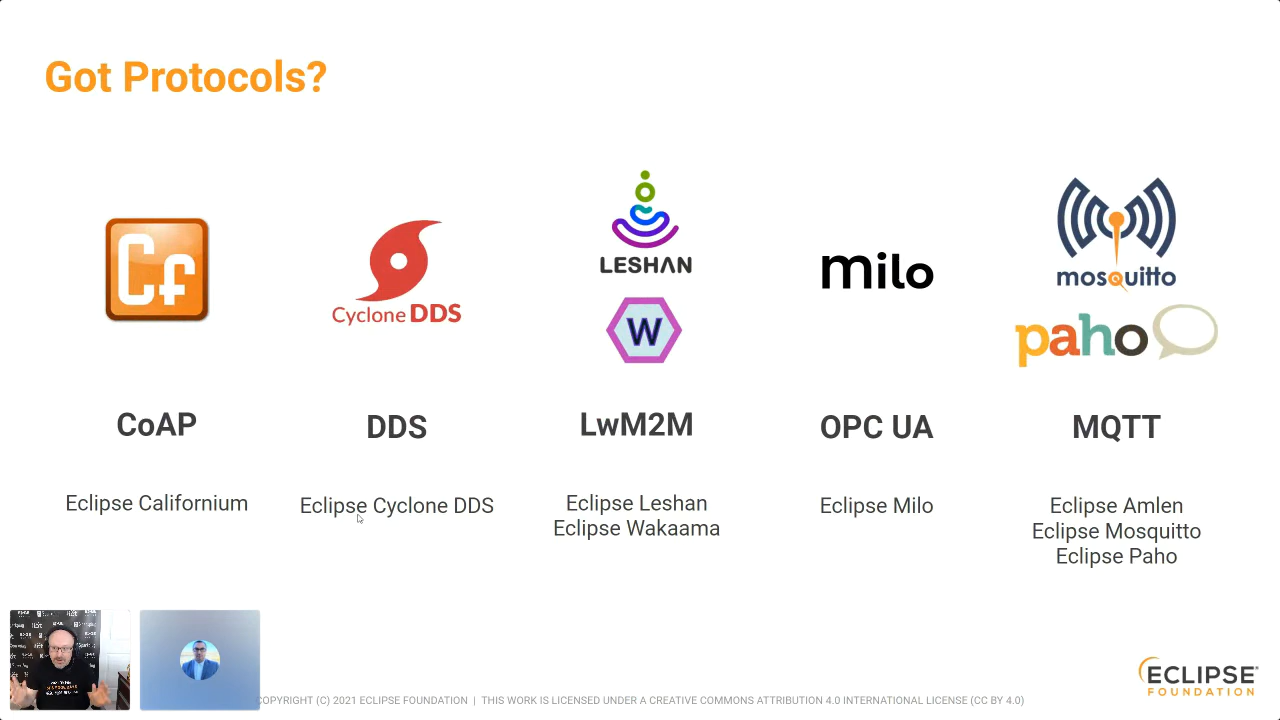 Got Protocols?
Cf
Cyclone DDS
LESHAN
W
milo
mosquitto
paho
CoAP
DDS
LwM2M
OPC UA
MQTT
Eclipse Californium
Eclipse Cyclone DDS
Eclipse Leshan
Eclipse Wakaama
Eclipse Milo
Eclipse Amlen
Eclipse Mosquitto
Eclipse Paho
ECLIPSE®
FOUNDATION
COPYRIGHT (C) 2021 ECLIPSE FOUNDATION | THIS WORK IS LICENSED UNDER A CREATIVE COMMONS ATTRIBUTION 4.0 INTERNATIONAL LICENSE (CC BY 4.0)